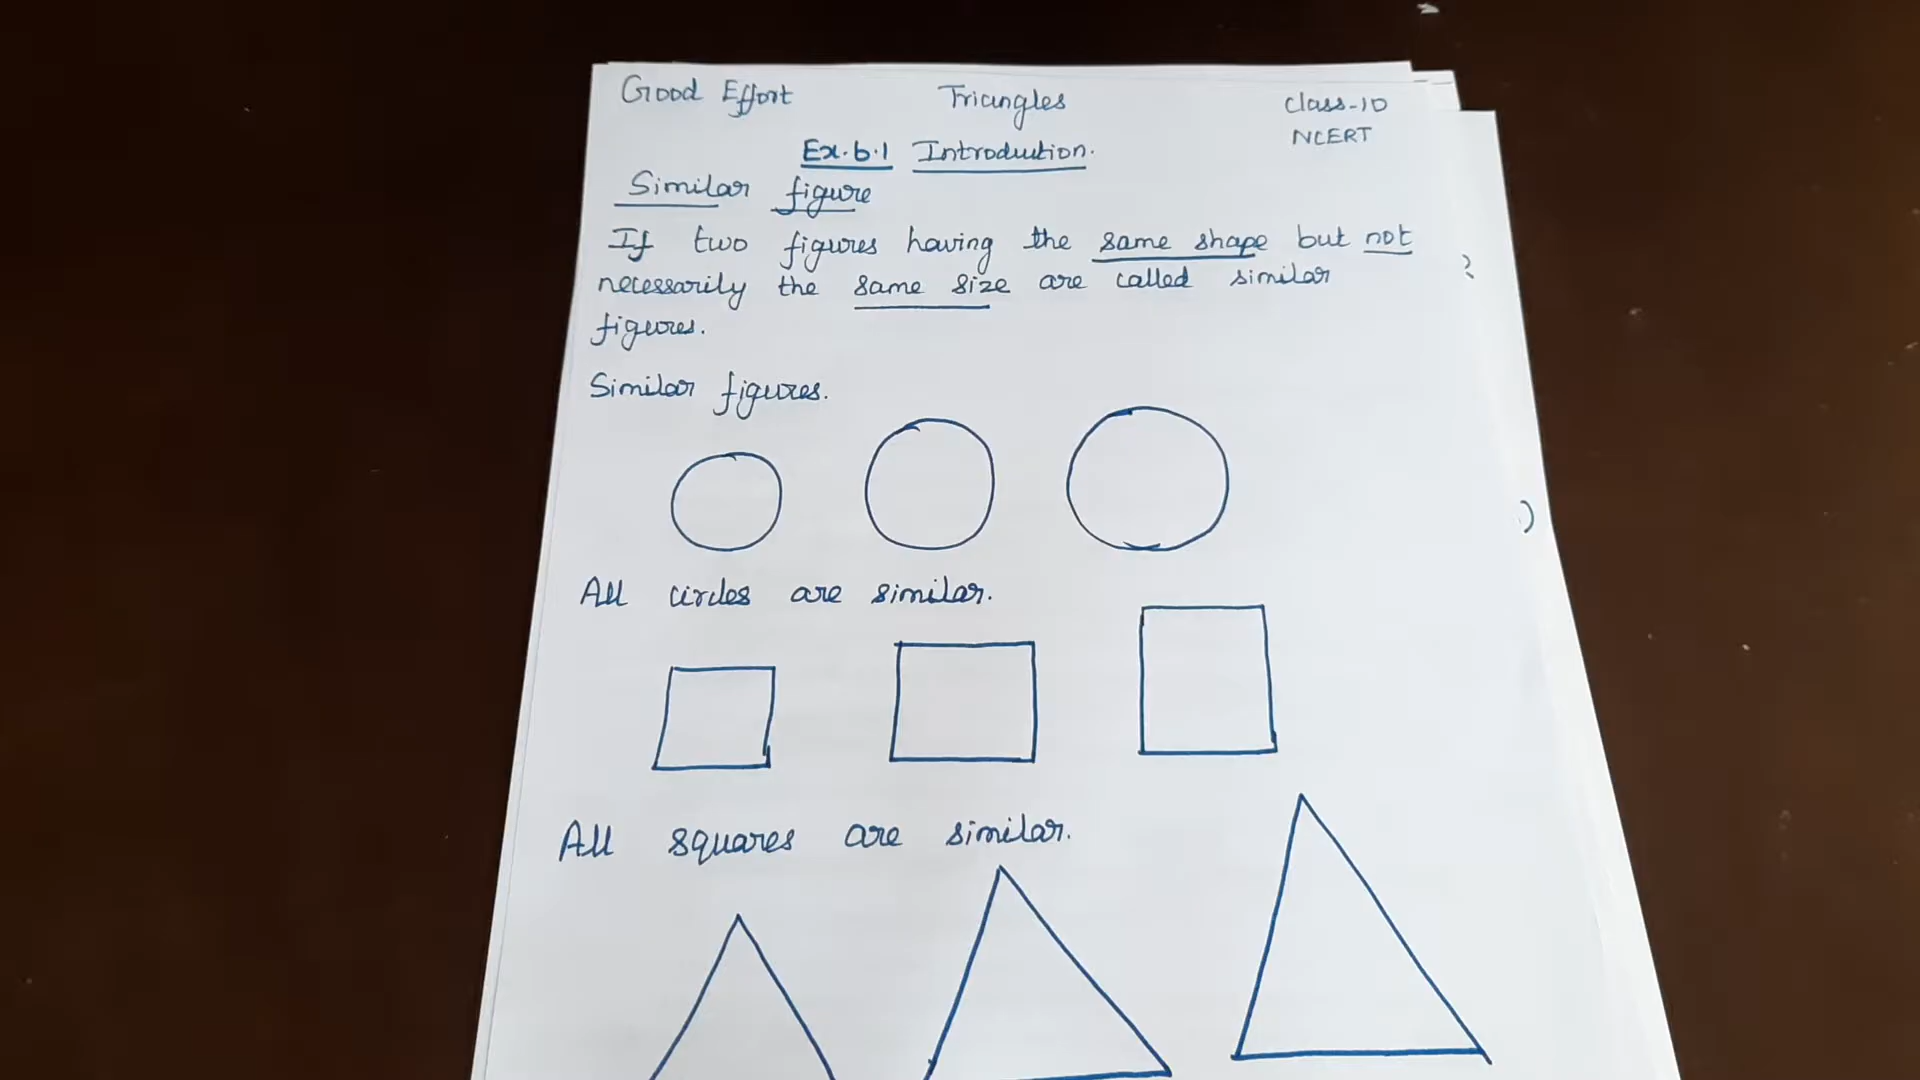 Good Effort Triangles Class-10
NCERT
Ex.6.1 Introduction.
Similar figure
If two figures having the same shape but not
necessarily the same size are called similar
figures.
Similar figures.
All circles are similar.
All squares are similar.